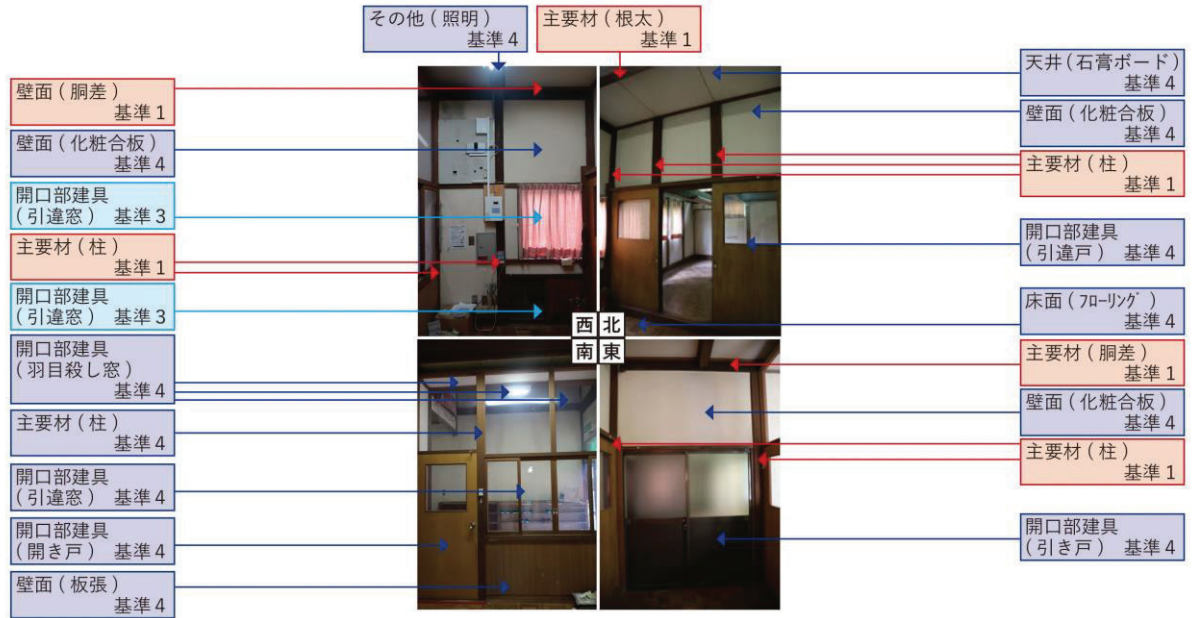 その他 ( 照明 )
基準 4
主要材 ( 根太 )
基準 1
壁面 ( 胴差 )
基準 1
壁面 ( 化粧合板 )
基準 4
開口部建具
(引違窓 ) 基準 3
主要材 ( 柱 )
基準 1
開口部建具
(引違窓 ) 基準 3
開口部建具
(羽目殺し窓 )
基準 4
主要材 ( 柱 )
基準 4
開口部建具
(引違窓 ) 基準 4
開口部建具
(開き戸 ) 基準 4
壁面 ( 板張 )
基準 4
西 北
南 東
天井 ( 石膏ボード )
基準 4
壁面 ( 化粧合板 )
基準 4
主要材 ( 柱 )
基準 1
開口部建具
(引違戸 ) 基準 4
床面 ( ﾌﾛｰﾘﾝｸﾞ )
基準 4
主要材 ( 胴差 )
基準 1
壁面 ( 化粧合板 )
基準 4
主要材 ( 柱 )
基準 1
開口部建具
(引き戸 ) 基準 4